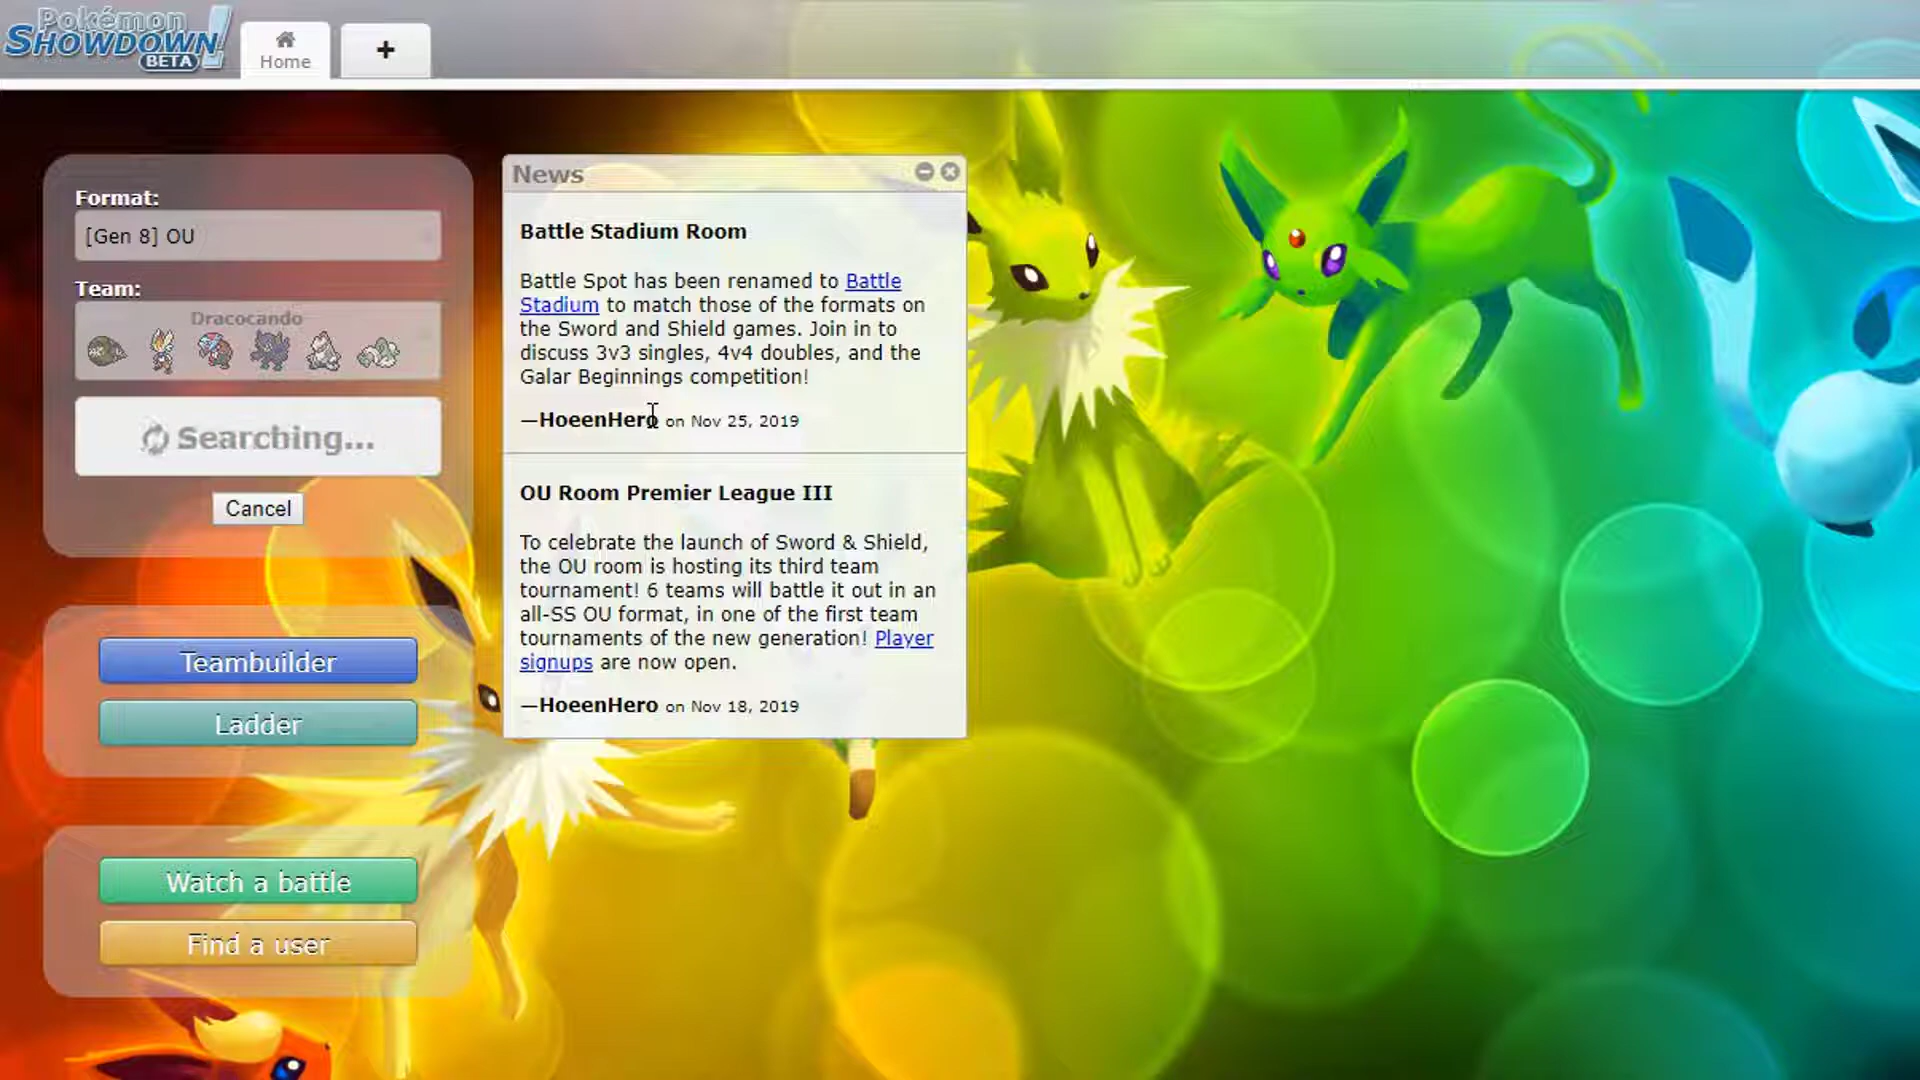 Pokémon
SHOWDOWN!
BETA
Home
+
Format:
[Gen 8] OU
Team:
Dracocando
Searching...
Cancel
Teambuilder
Ladder
Watch a battle
Find a user
News
Battle Stadium Room
Battle Spot has been renamed to Battle
Stadium to match those of the formats on
the Sword and Shield games. Join in to
discuss 3v3 singles, 4v4 doubles, and the
Galar Beginnings competition!
—HoeenHero on Nov 25, 2019
OU Room Premier League III
To celebrate the launch of Sword & Shield,
the OU room is hosting its third team
tournament! 6 teams will battle it out in an
all-SS OU format, in one of the first team
tournaments of the new generation! Player
signups are now open.
—HoeenHero on Nov 18, 2019